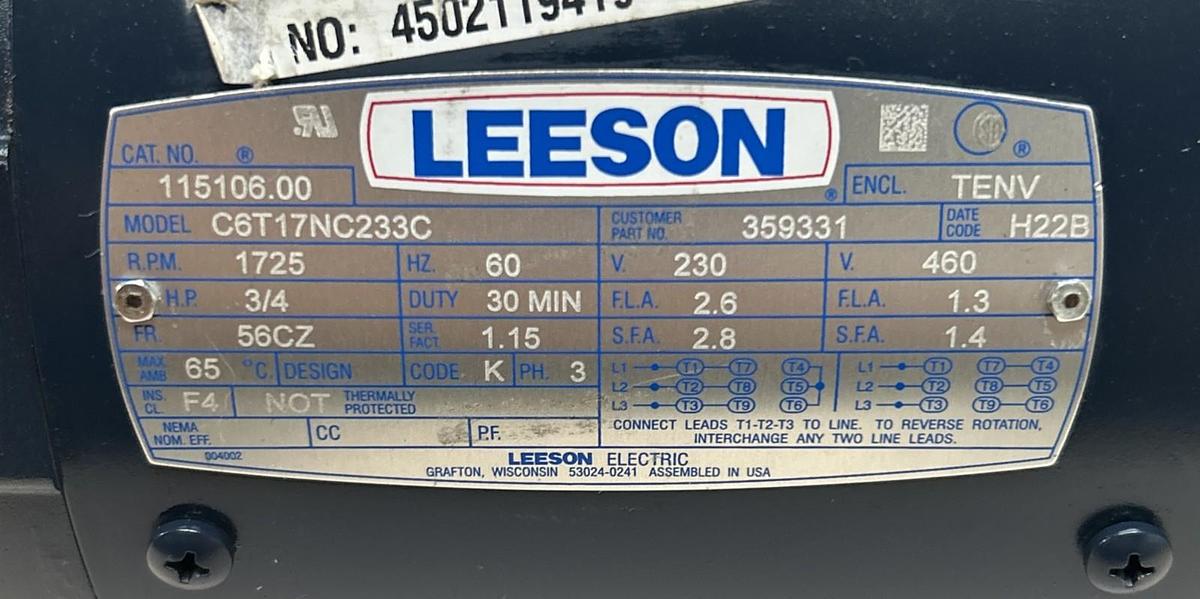 NO: 4502119419
LEESON ®
CAT. NO. ®
115106.00
ENCL. TENV
MODEL C6T17NC233C
CUSTOMER PART NO. 359331
DATE CODE H22B
R.P.M. 1725 HZ. 60 V. 230 V. 460
H.P. 3/4 DUTY 30 MIN F.L.A. 2.6 F.L.A. 1.3
FR. 56CZ SER. FACT. 1.15 S.F.A. 2.8 S.F.A. 1.4
MAX. AMB 65 °C. DESIGN CODE K PH. 3
L1 T1 T7 T4 L1 T1 T7 T4
L2 T2 T8 T5 L2 T2 T8 T5
L3 T3 T9 T6 L3 T3 T9 T6
INS. CL. F4 NOT THERMALLY PROTECTED
NEMA NOM. EFF. CC P.F.
CONNECT LEADS T1-T2-T3 TO LINE. TO REVERSE ROTATION,
INTERCHANGE ANY TWO LINE LEADS.
004002
LEESON ELECTRIC
GRAFTON, WISCONSIN 53024-0241 ASSEMBLED IN USA